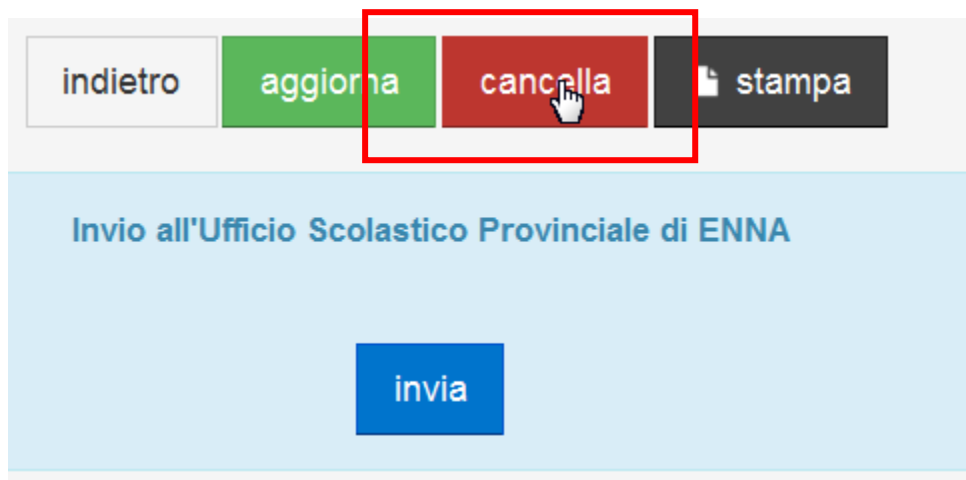 indietro aggiorna cancella stampa
Invio all'Ufficio Scolastico Provinciale di ENNA
invia